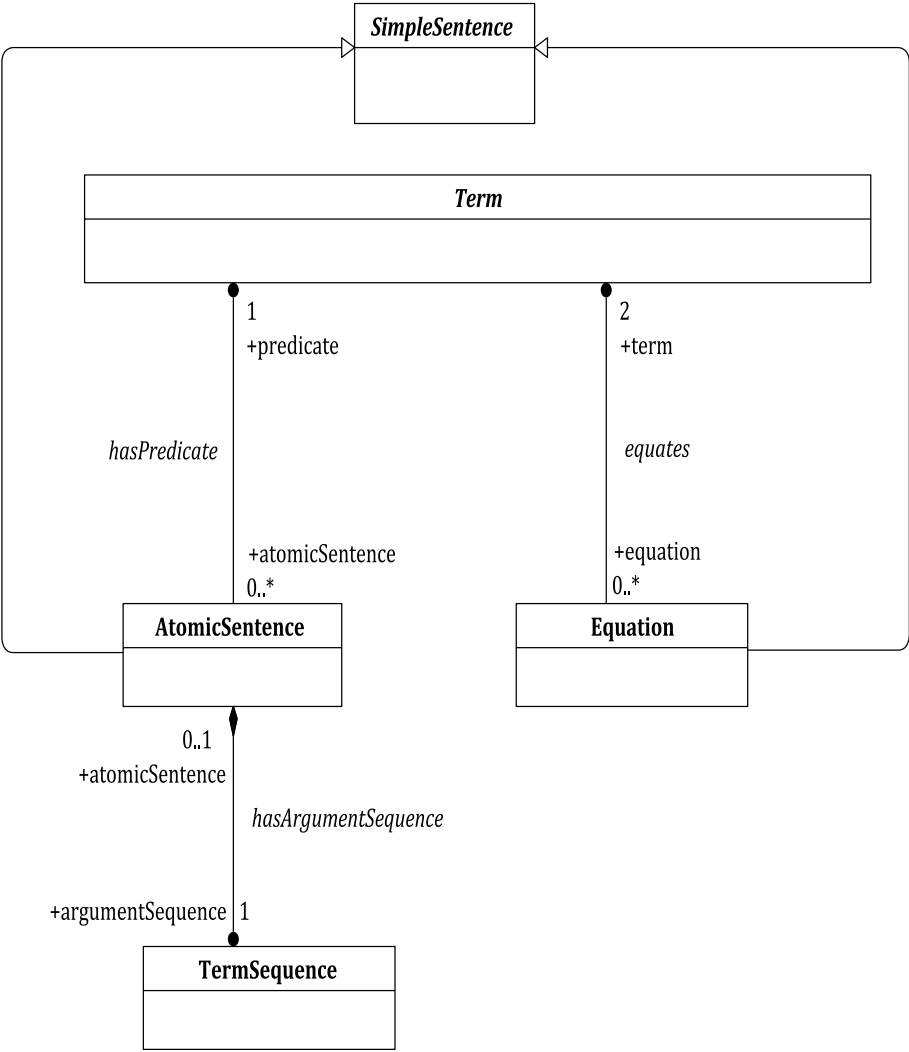 SimpleSentence
Term
1
2
+predicate
+term
hasPredicate
equates
+atomicSentence
+equation
0..*
0..*
AtomicSentence
Equation
0..1
+atomicSentence
hasArgumentSequence
+argumentSequence 1
TermSequence